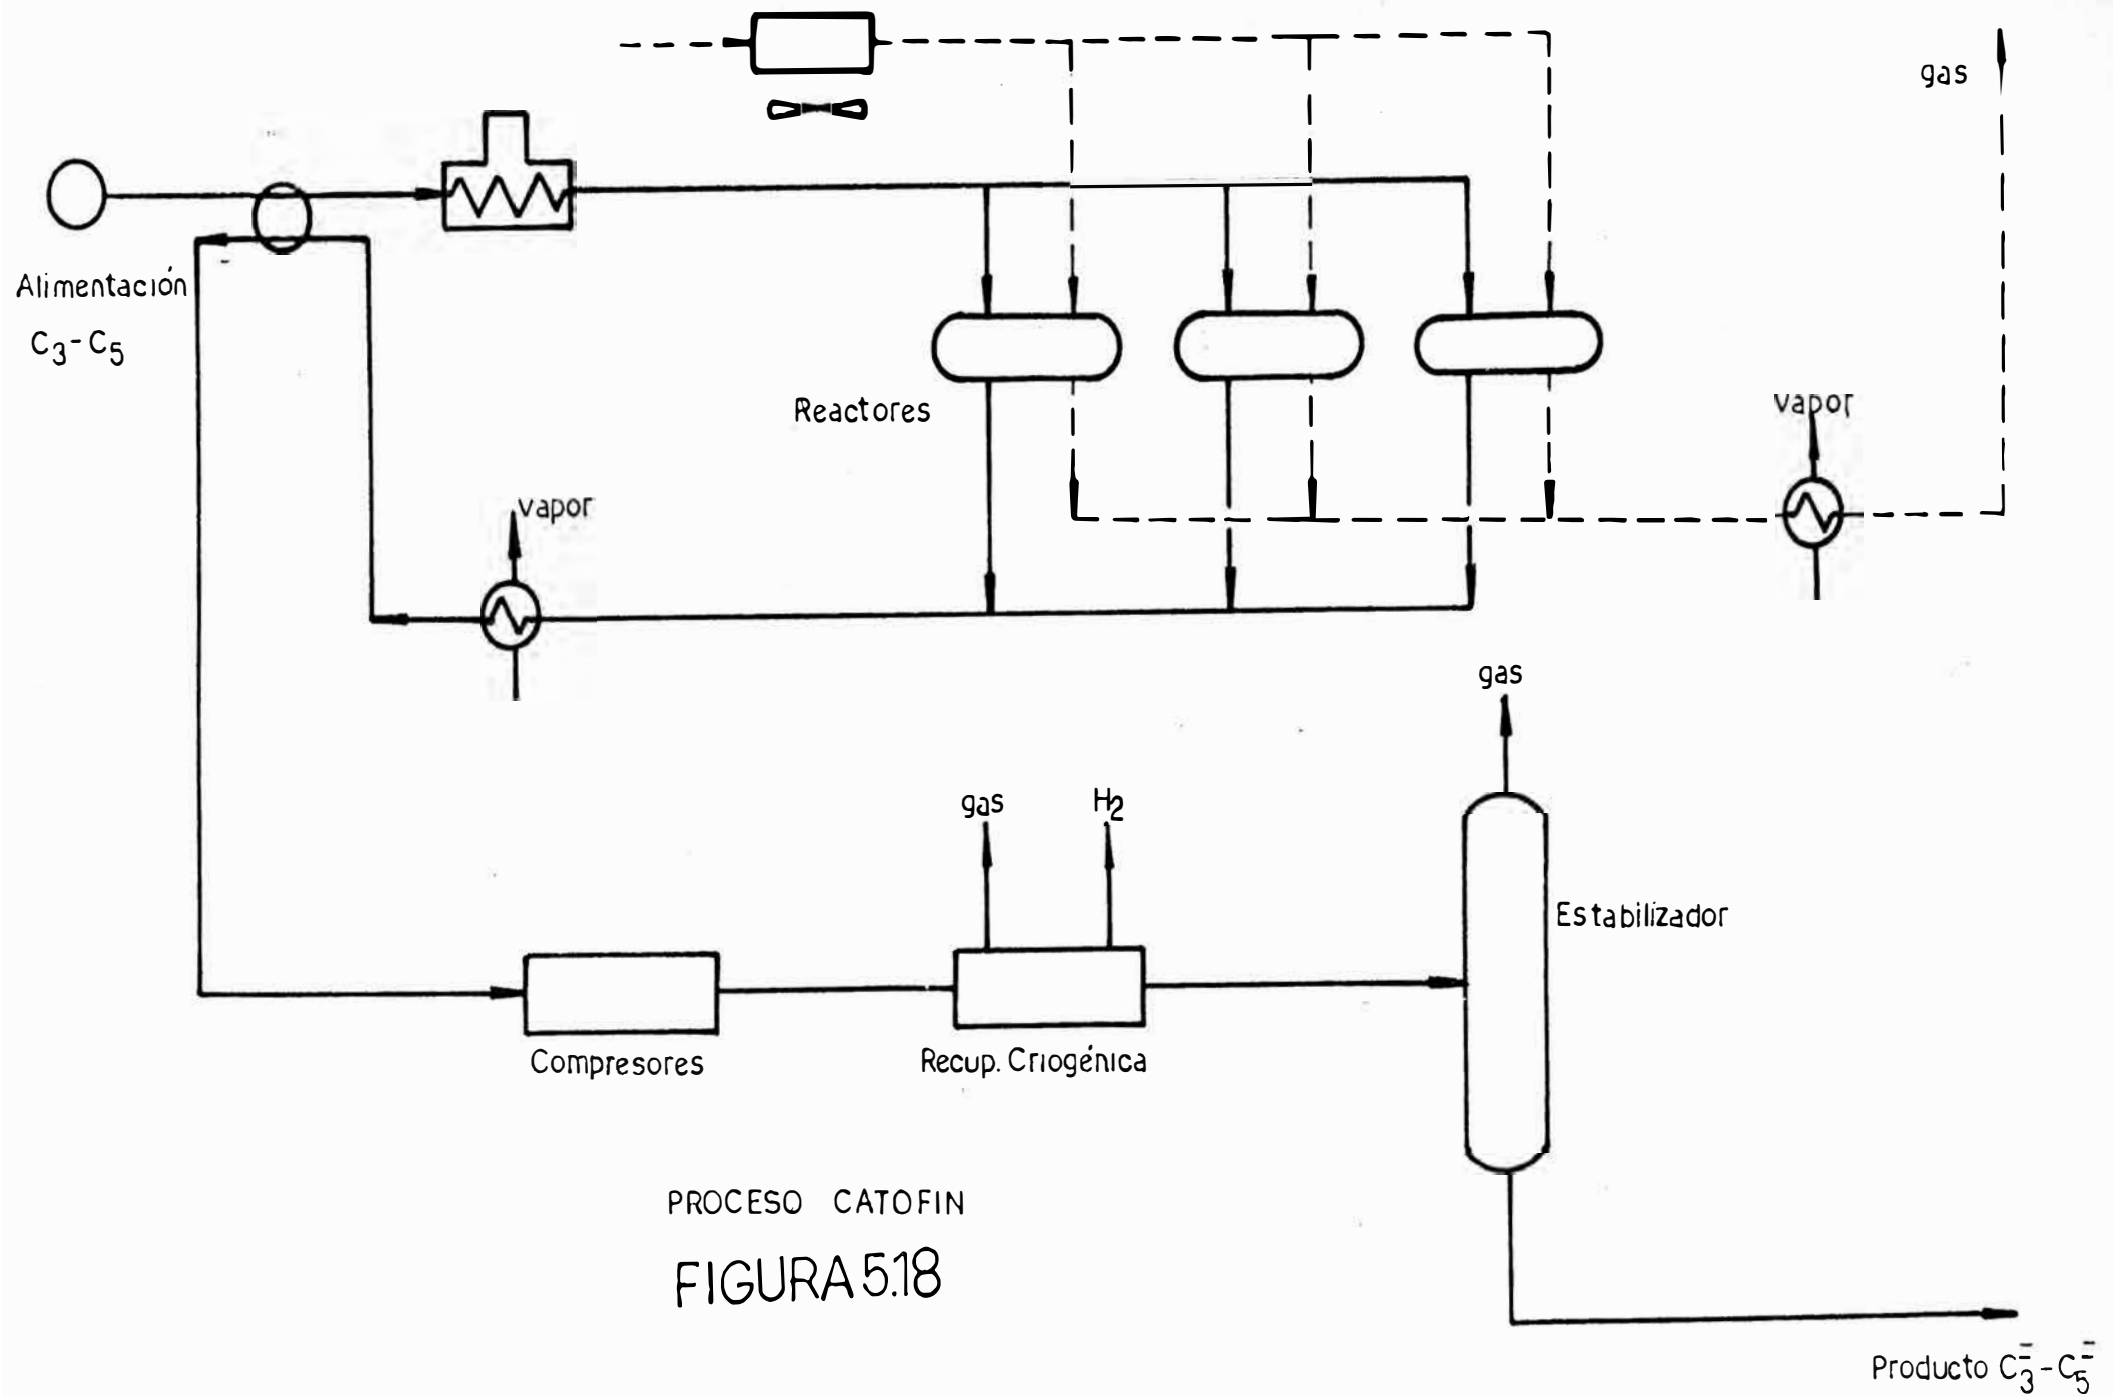 gas
Alimentación
C₃-C₅
Reactores
vapor
vapor
gas
gas
H₂
Estabilizador
Compresores
Recup. Criogénica
PROCESO CATOFIN
FIGURA 5.18
Producto C₃⁼-C₅⁼